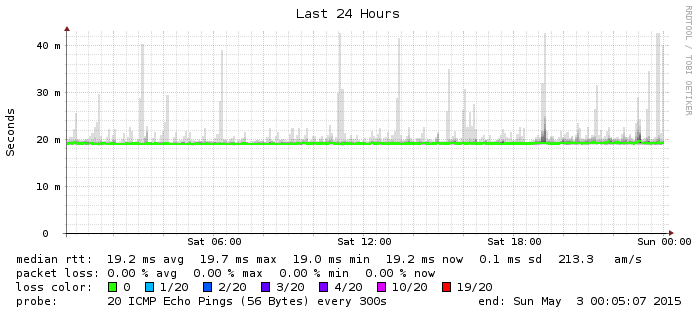 Last 24 Hours
RRDTOOL / TOBI OETIKER
Seconds
40 m
30 m
20 m
10 m
0
Sat 06:00 Sat 12:00 Sat 18:00 Sun 00:00
median rtt: 19.2 ms avg 19.7 ms max 19.0 ms min 19.2 ms now 0.1 ms sd 213.3 am/s
packet loss: 0.00 % avg 0.00 % max 0.00 % min 0.00 % now
loss color: 0 1/20 2/20 3/20 4/20 10/20 19/20
probe: 20 ICMP Echo Pings (56 Bytes) every 300s end: Sun May 3 00:05:07 2015